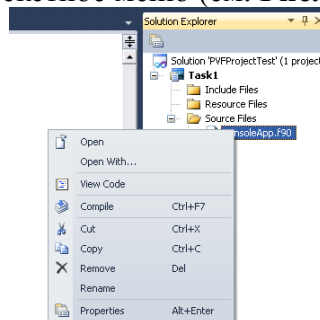 Solution Explorer
Solution 'PVFProjectTest' (1 project
Task1
Include Files
Resource Files
Source Files
nsoleApp.f90
Open
Open With...
View Code
Compile Ctrl+F7
Cut Ctrl+X
Copy Ctrl+C
Remove Del
Rename
Properties Alt+Enter